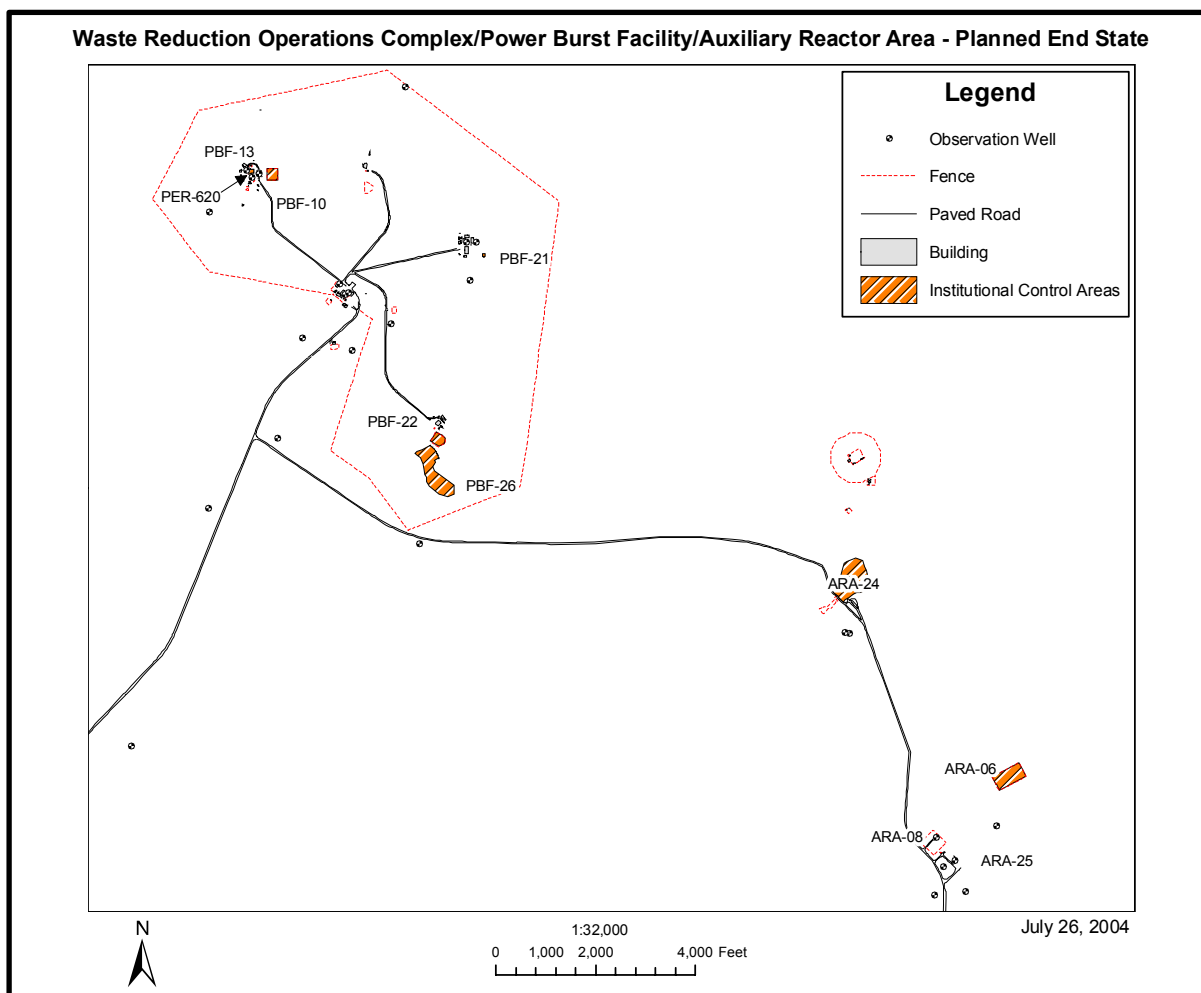 Waste Reduction Operations Complex/Power Burst Facility/Auxiliary Reactor Area - Planned End State
Legend
Observation Well
Fence
Paved Road
Building
Institutional Control Areas
PBF-13
PER-620
PBF-10
PBF-21
PBF-22
PBF-26
ARA-24
ARA-06
ARA-08
ARA-25
N
1:32,000
0 1,000 2,000 4,000 Feet
July 26, 2004